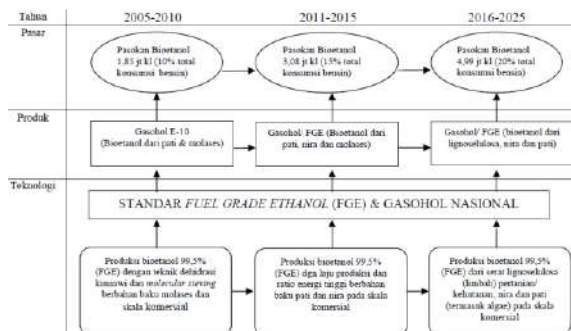 Tahun 2005-2010 2011-2015 2016-2025
Pasar
Pasokan Bioetanol
1,85 jt kl (10% total
konsumsi bensin)
Pasokan Bioetanol
3,08 jt kl (15% total
konsumsi bensin)
Pasokan Bioetanol
4,99 jt kl (20% total
konsumsi bensin)
Produk
Gasohol E-10
(Bioetanol dari pati & molases)
Gasohol/ FGE (Bioetanol dari
pati, nira dan molases)
Gasohol/ FGE (bioetanol dari
lignoselulosa, nira dan pati)
Teknologi
STANDAR FUEL GRADE ETHANOL (FGE) & GASOHOL NASIONAL
Produksi bioetanol 99,5%
(FGE) dengan teknik dehidrasi
kimiawi dan molecular sieving
berbahan baku molases dan
skala komersial
Produksi bioetanol 99,5%
(FGE) dgn laju produksi dan
ratio energi tinggi berbahan
baku pati dan nira pada skala
komersial
Produksi bioetanol 99,5%
(FGE) dari serat lignoselulosa
(limbah) pertanian/
kehutanan, nira dan pati
(termasuk algae) pada skala
komersial